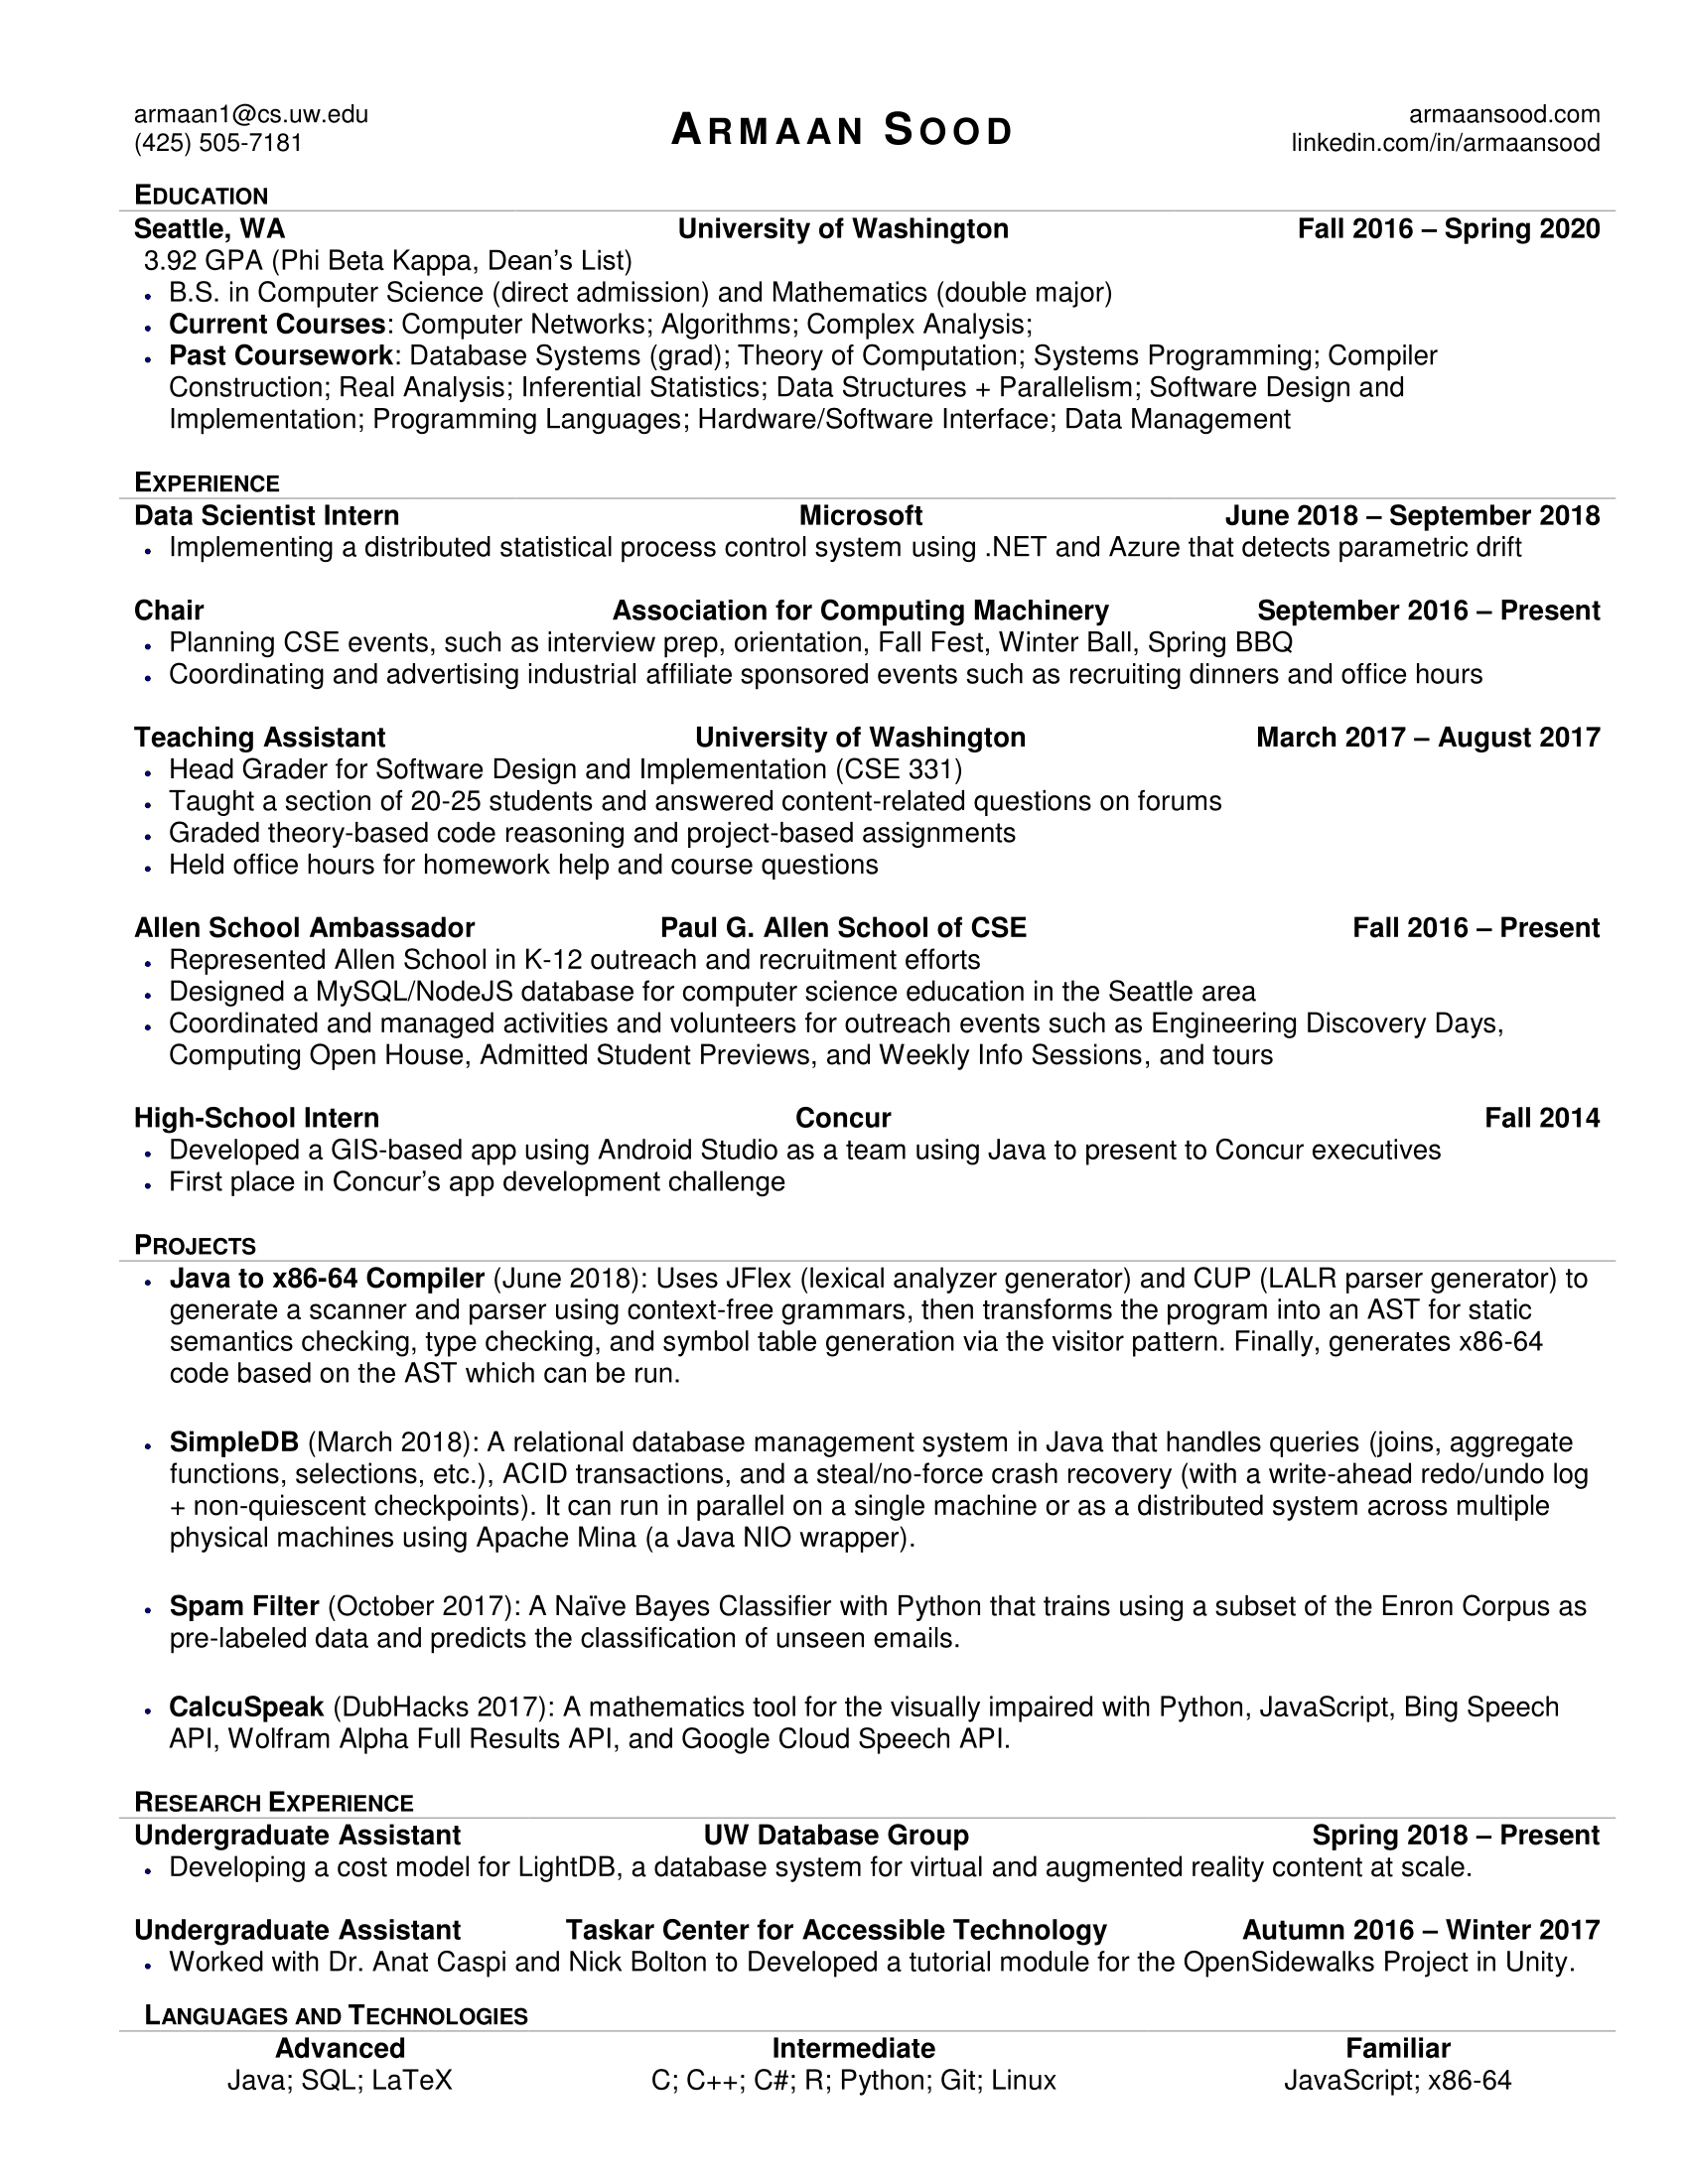 armaan1@cs.uw.edu
(425) 505-7181
ARMAAN SOOD
armaansood.com
linkedin.com/in/armaansood
EDUCATION
Seattle, WA University of Washington Fall 2016 – Spring 2020
3.92 GPA (Phi Beta Kappa, Dean’s List)
• B.S. in Computer Science (direct admission) and Mathematics (double major)
• Current Courses: Computer Networks; Algorithms; Complex Analysis;
• Past Coursework: Database Systems (grad); Theory of Computation; Systems Programming; Compiler
Construction; Real Analysis; Inferential Statistics; Data Structures + Parallelism; Software Design and
Implementation; Programming Languages; Hardware/Software Interface; Data Management
EXPERIENCE
Data Scientist Intern Microsoft June 2018 – September 2018
• Implementing a distributed statistical process control system using .NET and Azure that detects parametric drift
Chair Association for Computing Machinery September 2016 – Present
• Planning CSE events, such as interview prep, orientation, Fall Fest, Winter Ball, Spring BBQ
• Coordinating and advertising industrial affiliate sponsored events such as recruiting dinners and office hours
Teaching Assistant University of Washington March 2017 – August 2017
• Head Grader for Software Design and Implementation (CSE 331)
• Taught a section of 20-25 students and answered content-related questions on forums
• Graded theory-based code reasoning and project-based assignments
• Held office hours for homework help and course questions
Allen School Ambassador Paul G. Allen School of CSE Fall 2016 – Present
• Represented Allen School in K-12 outreach and recruitment efforts
• Designed a MySQL/NodeJS database for computer science education in the Seattle area
• Coordinated and managed activities and volunteers for outreach events such as Engineering Discovery Days,
Computing Open House, Admitted Student Previews, and Weekly Info Sessions, and tours
High-School Intern Concur Fall 2014
• Developed a GIS-based app using Android Studio as a team using Java to present to Concur executives
• First place in Concur’s app development challenge
PROJECTS
• Java to x86-64 Compiler (June 2018): Uses JFlex (lexical analyzer generator) and CUP (LALR parser generator) to
generate a scanner and parser using context-free grammars, then transforms the program into an AST for static
semantics checking, type checking, and symbol table generation via the visitor pattern. Finally, generates x86-64
code based on the AST which can be run.
• SimpleDB (March 2018): A relational database management system in Java that handles queries (joins, aggregate
functions, selections, etc.), ACID transactions, and a steal/no-force crash recovery (with a write-ahead redo/undo log
+ non-quiescent checkpoints). It can run in parallel on a single machine or as a distributed system across multiple
physical machines using Apache Mina (a Java NIO wrapper).
• Spam Filter (October 2017): A Naïve Bayes Classifier with Python that trains using a subset of the Enron Corpus as
pre-labeled data and predicts the classification of unseen emails.
• CalcuSpeak (DubHacks 2017): A mathematics tool for the visually impaired with Python, JavaScript, Bing Speech
API, Wolfram Alpha Full Results API, and Google Cloud Speech API.
RESEARCH EXPERIENCE
Undergraduate Assistant UW Database Group Spring 2018 – Present
• Developing a cost model for LightDB, a database system for virtual and augmented reality content at scale.
Undergraduate Assistant Taskar Center for Accessible Technology Autumn 2016 – Winter 2017
• Worked with Dr. Anat Caspi and Nick Bolton to Developed a tutorial module for the OpenSidewalks Project in Unity.
LANGUAGES AND TECHNOLOGIES
Advanced Intermediate Familiar
Java; SQL; LaTeX C; C++; C#; R; Python; Git; Linux JavaScript; x86-64